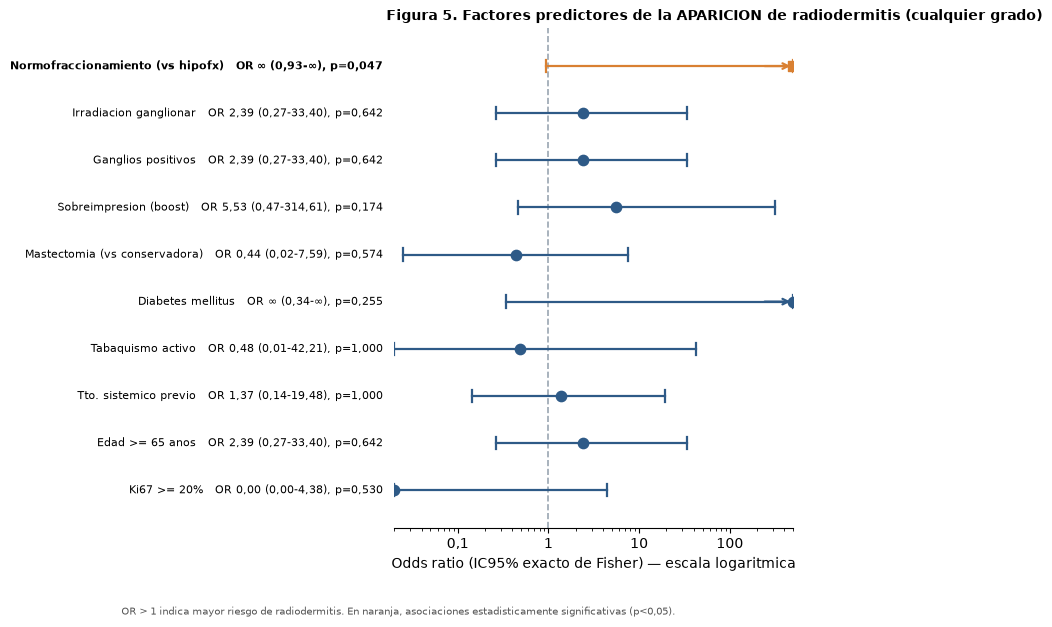 Figura 5. Factores predictores de la APARICION de radiodermitis (cualquier grado)
Normofraccionamiento (vs hipofx) OR ∞ (0,93-∞), p=0,047
Irradiacion ganglionar OR 2,39 (0,27-33,40), p=0,642
Ganglios positivos OR 2,39 (0,27-33,40), p=0,642
Sobreimpresion (boost) OR 5,53 (0,47-314,61), p=0,174
Mastectomia (vs conservadora) OR 0,44 (0,02-7,59), p=0,574
Diabetes mellitus OR ∞ (0,34-∞), p=0,255
Tabaquismo activo OR 0,48 (0,01-42,21), p=1,000
Tto. sistemico previo OR 1,37 (0,14-19,48), p=1,000
Edad >= 65 anos OR 2,39 (0,27-33,40), p=0,642
Ki67 >= 20% OR 0,00 (0,00-4,38), p=0,530
0,1 1 10 100
Odds ratio (IC95% exacto de Fisher) — escala logaritmica
OR > 1 indica mayor riesgo de radiodermitis. En naranja, asociaciones estadisticamente significativas (p<0,05).